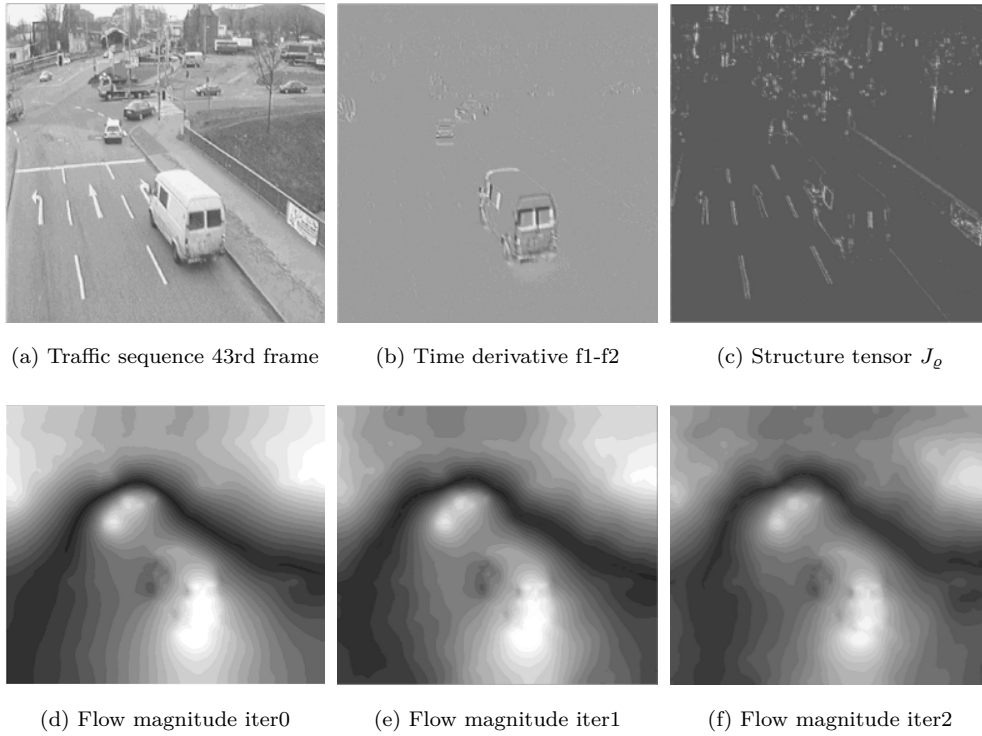 (a) Traffic sequence 43rd frame
(b) Time derivative f1-f2
(c) Structure tensor J_ϱ
(d) Flow magnitude iter0
(e) Flow magnitude iter1
(f) Flow magnitude iter2